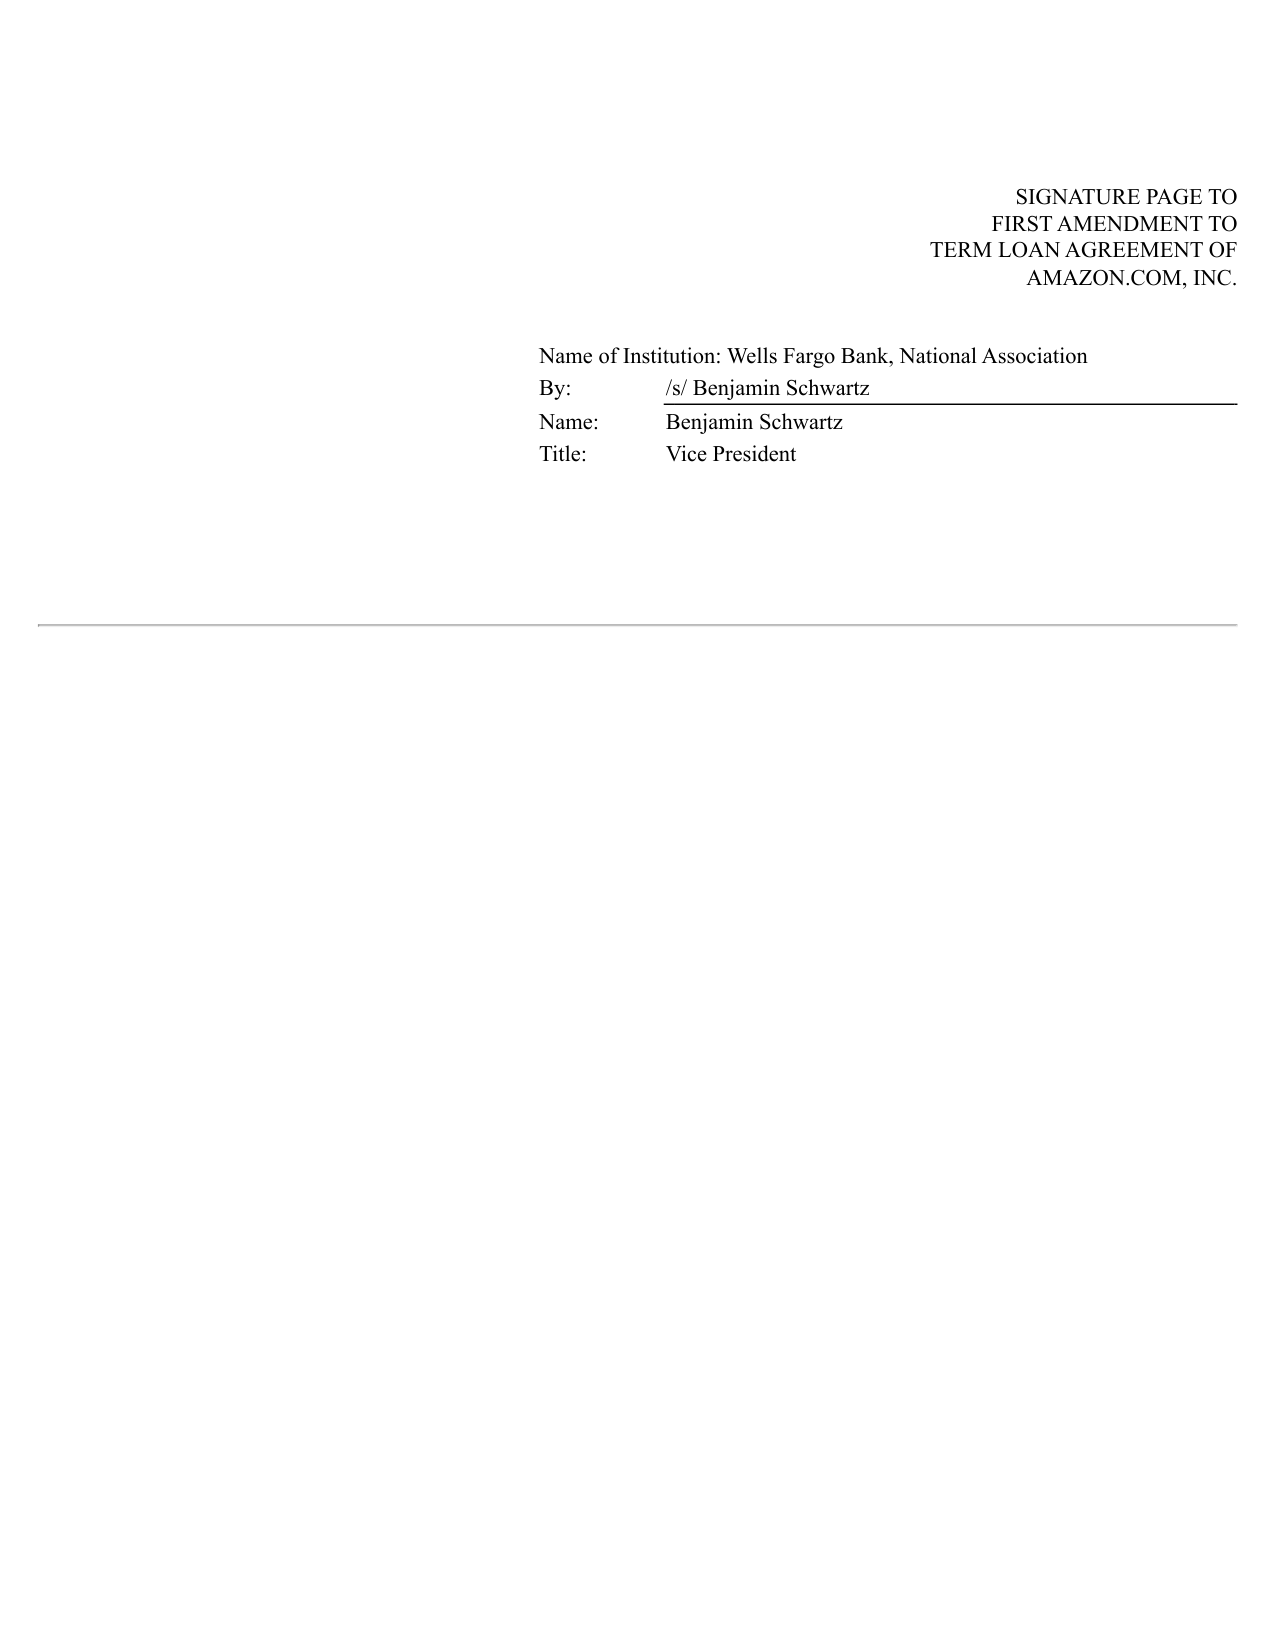 SIGNATURE PAGE TO
FIRST AMENDMENT TO
TERM LOAN AGREEMENT OF
AMAZON.COM, INC.
Name of Institution: Wells Fargo Bank, National Association
By: /s/ Benjamin Schwartz
Name: Benjamin Schwartz
Title: Vice President